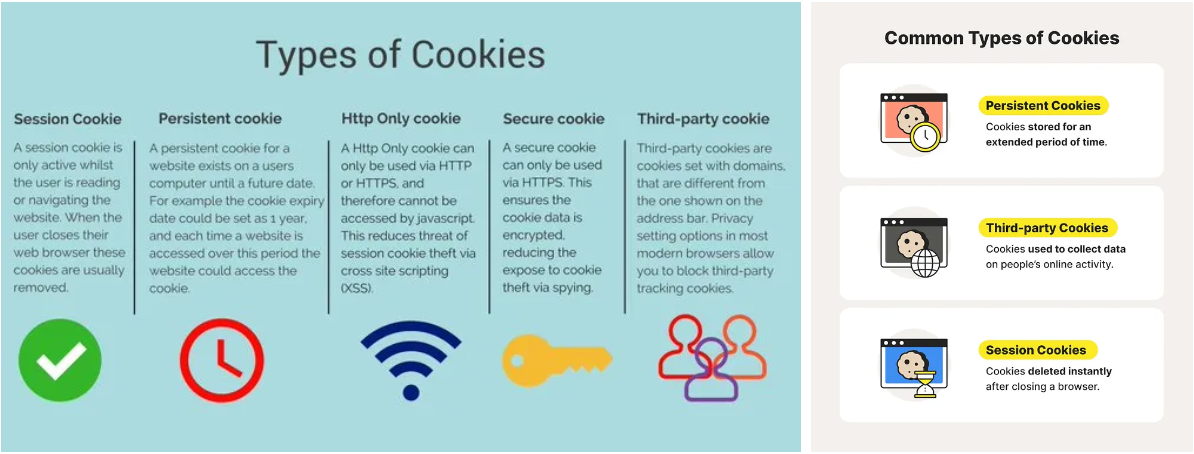 Types of Cookies
Session Cookie
A session cookie is
only active whilst
the user is reading
or navigating the
website. When the
user closes their
web browser these
cookies are usually
removed.
Persistent cookie
A persistent cookie for a
website exists on a users
computer until a future date.
For example the cookie expiry
date could be set as 1 year,
and each time a website is
accessed over this period the
website could access the
cookie.
Http Only cookie
A Http Only cookie can
only be used via HTTP
or HTTPS, and
therefore cannot be
accessed by javascript.
This reduces threat of
session cookie theft via
cross site scripting
(XSS).
Secure cookie
A secure cookie
can only be used
via HTTPS. This
ensures the
cookie data is
encrypted,
reducing the
expose to cookie
theft via spying.
Third-party cookie
Third-party cookies are
cookies set with domains,
that are different from
the one shown on the
address bar. Privacy
setting options in most
modern browsers allow
you to block third-party
tracking cookies.
Common Types of Cookies
Persistent Cookies
Cookies stored for an
extended period of time.
Third-party Cookies
Cookies used to collect data
on people's online activity.
Session Cookies
Cookies deleted instantly
after closing a browser.